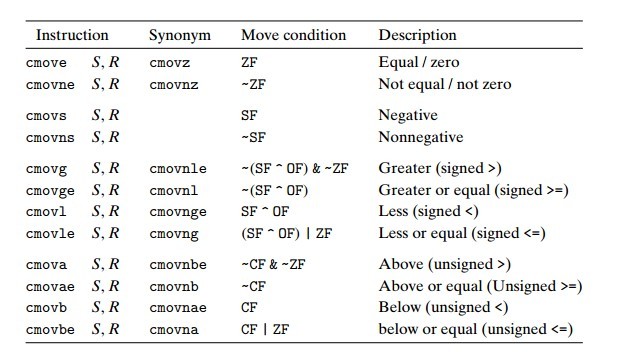 Instruction Synonym Move condition Description
cmove S, R cmovz ZF Equal / zero
cmovne S, R cmovnz ~ZF Not equal / not zero
cmovs S, R SF Negative
cmovns S, R ~SF Nonnegative
cmovg S, R cmovnle ~(SF ^ OF) & ~ZF Greater (signed >)
cmovge S, R cmovnl ~(SF ^ OF) Greater or equal (signed >=)
cmovl S, R cmovnge SF ^ OF Less (signed <)
cmovle S, R cmovng (SF ^ OF) | ZF Less or equal (signed <=)
cmova S, R cmovnbe ~CF & ~ZF Above (unsigned >)
cmovae S, R cmovnb ~CF Above or equal (Unsigned >=)
cmovb S, R cmovnae CF Below (unsigned <)
cmovbe S, R cmovna CF | ZF below or equal (unsigned <=)